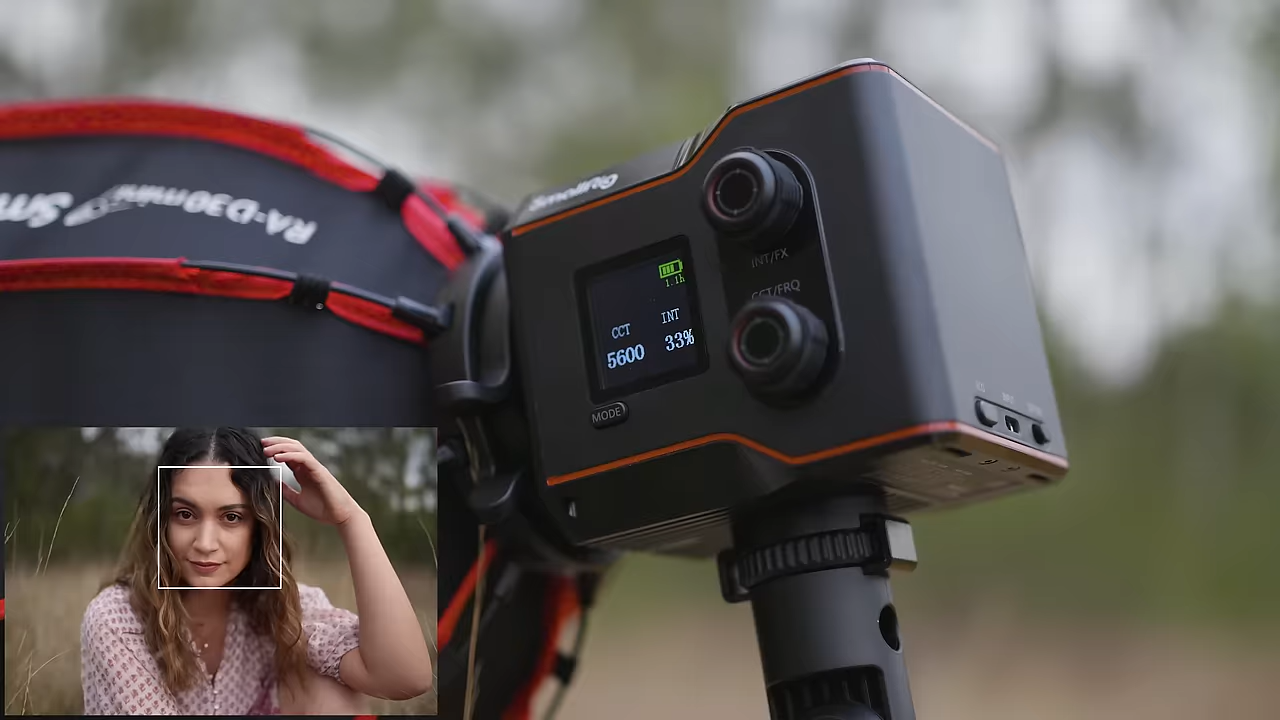 RA-D30mini
SmallRig
INT/FX
CCT/FRQ
1.1h
CCT
INT
5600
33%
MODE